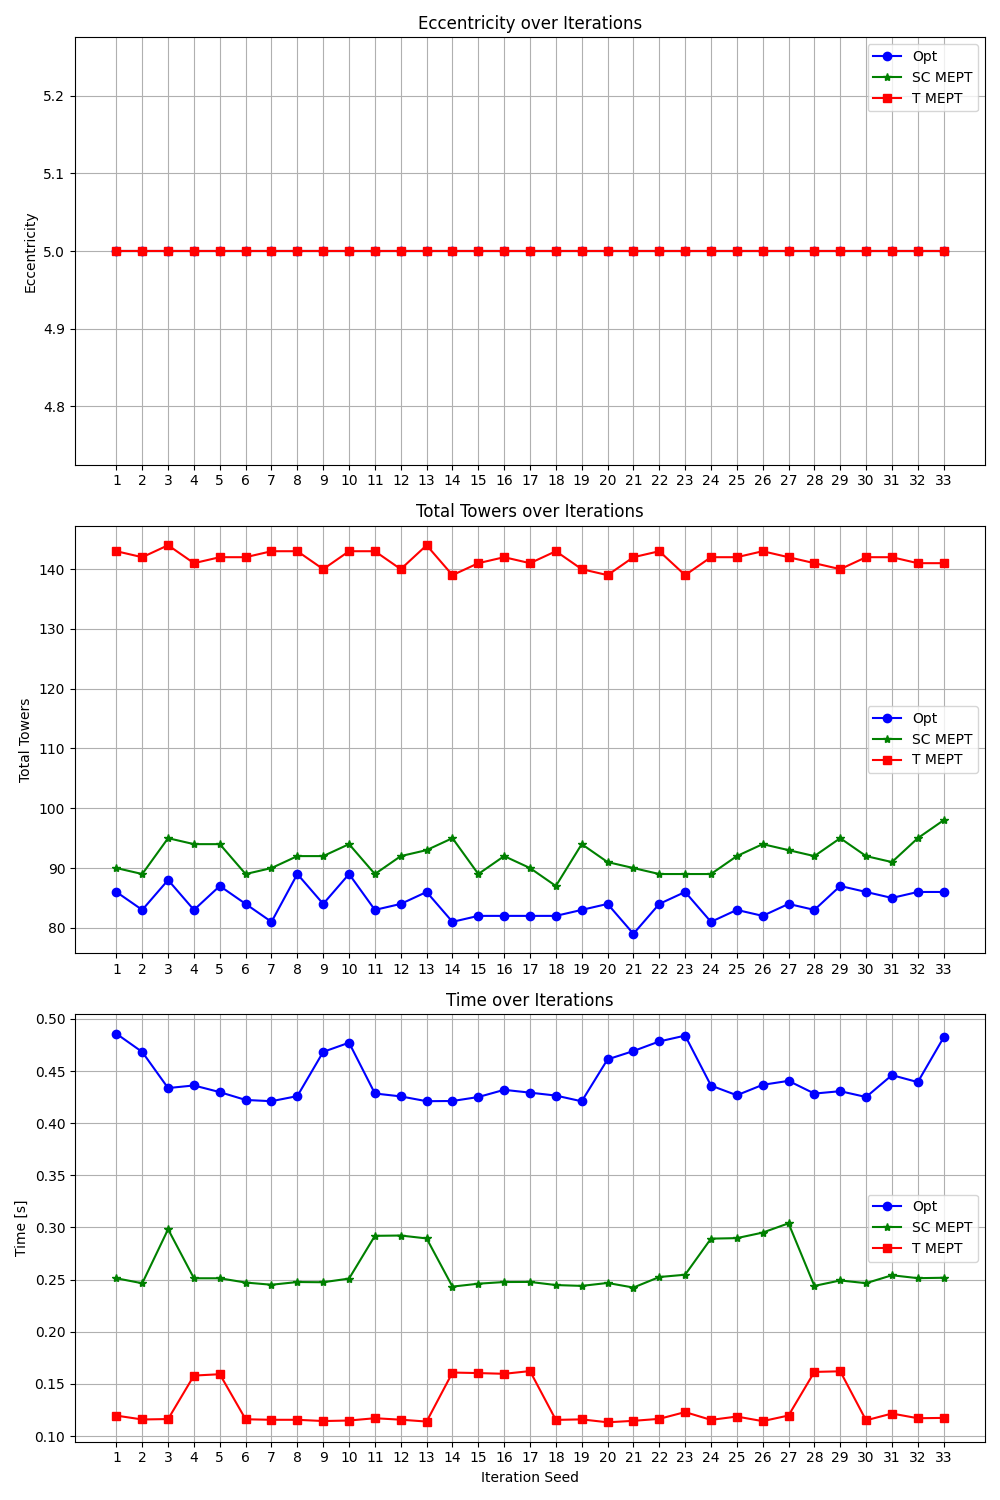 Eccentricity over Iterations
Opt
SC MEPT
T MEPT
5.2
5.1
5.0
4.9
4.8
Eccentricity
1 2 3 4 5 6 7 8 9 10 11 12 13 14 15 16 17 18 19 20 21 22 23 24 25 26 27 28 29 30 31 32 33
Total Towers over Iterations
140
130
120
110
100
90
80
Total Towers
Opt
SC MEPT
T MEPT
1 2 3 4 5 6 7 8 9 10 11 12 13 14 15 16 17 18 19 20 21 22 23 24 25 26 27 28 29 30 31 32 33
Time over Iterations
0.50
0.45
0.40
0.35
0.30
0.25
0.20
0.15
0.10
Time [s]
Opt
SC MEPT
T MEPT
1 2 3 4 5 6 7 8 9 10 11 12 13 14 15 16 17 18 19 20 21 22 23 24 25 26 27 28 29 30 31 32 33
Iteration Seed